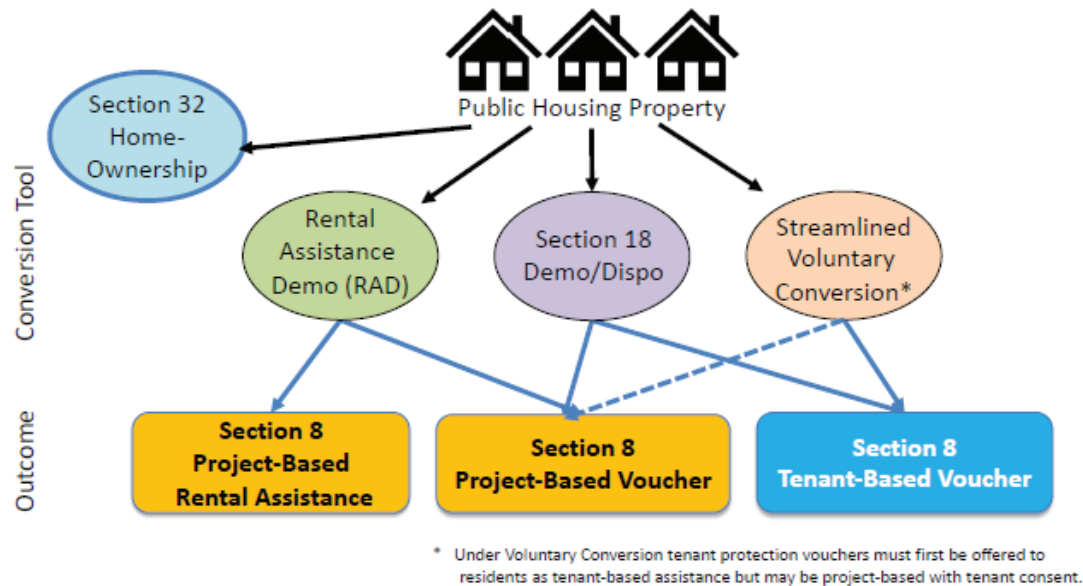 Public Housing Property
Section 32
Home-
Ownership
Conversion Tool
Rental
Assistance
Demo (RAD)
Section 18
Demo/Dispo
Streamlined
Voluntary
Conversion*
Outcome
Section 8
Project-Based
Rental Assistance
Section 8
Project-Based Voucher
Section 8
Tenant-Based Voucher
* Under Voluntary Conversion tenant protection vouchers must first be offered to
residents as tenant-based assistance but may be project-based with tenant consent.